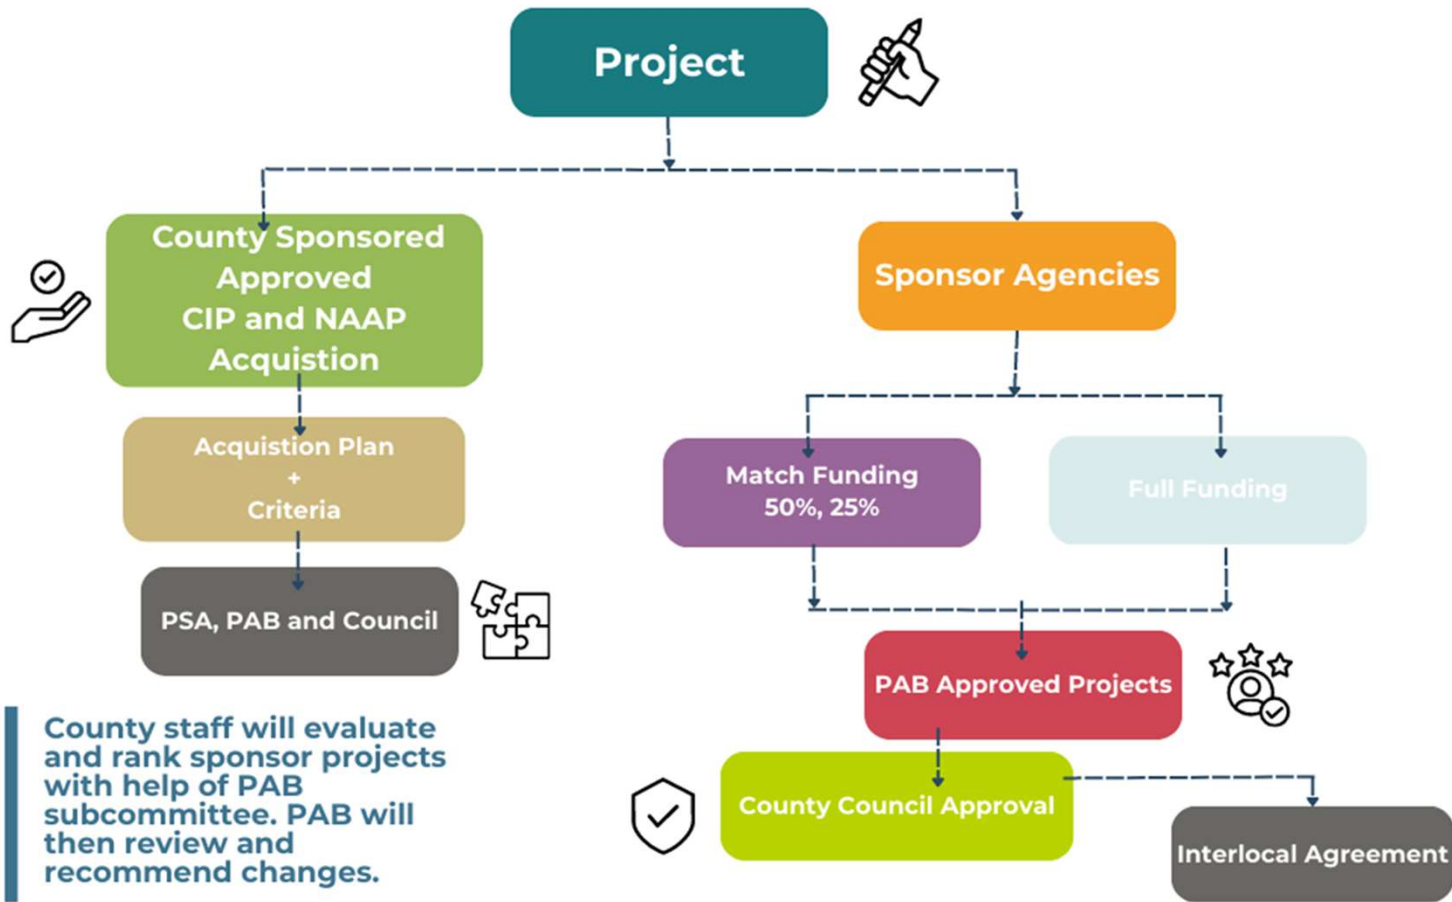 Project
County Sponsored
Approved
CIP and NAAP
Acquistion
Sponsor Agencies
Acquistion Plan
+
Criteria
Match Funding
50%, 25%
Full Funding
PSA, PAB and Council
PAB Approved Projects
County staff will evaluate
and rank sponsor projects
with help of PAB
subcommittee. PAB will
then review and
recommend changes.
County Council Approval
Interlocal Agreement